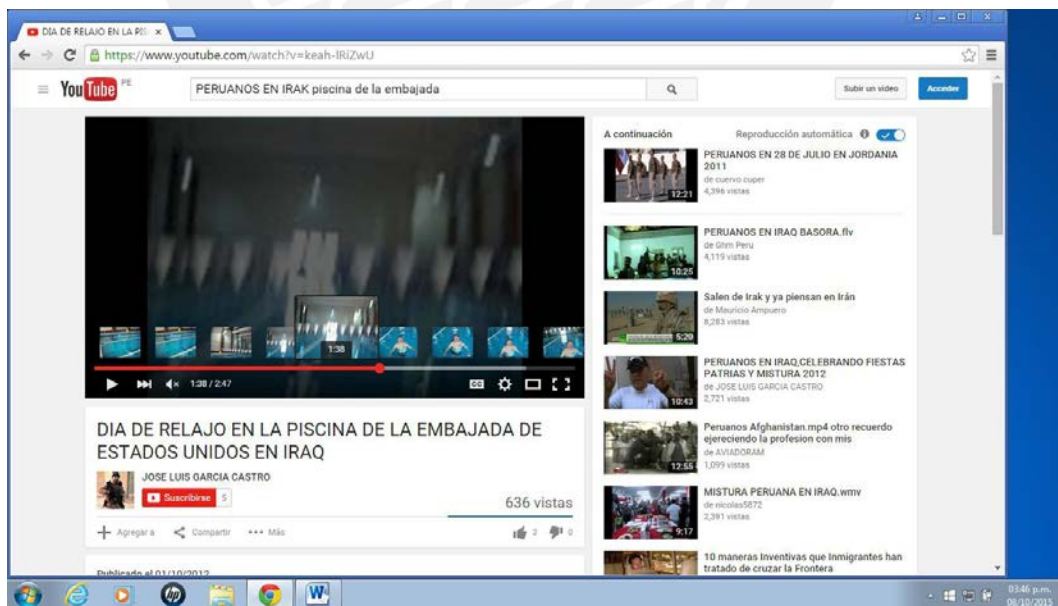 DIA DE RELAJO EN LA PIS
https://www.youtube.com/watch?v=keah-lRiZwU
YouTube PE
PERUANOS EN IRAK piscina de la embajada
Subir un video
Acceder
1:38
1:38 / 2:47
DIA DE RELAJO EN LA PISCINA DE LA EMBAJADA DE
ESTADOS UNIDOS EN IRAQ
JOSE LUIS GARCIA CASTRO
Suscribirse 5
636 vistas
Agregar a Compartir Más
2 0
Publicado el 01/10/2012
A continuación
Reproducción automática
PERUANOS EN 28 DE JULIO EN JORDANIA
2011
de cuervo cuper
4,396 vistas
12:21
PERUANOS EN IRAQ BASORA.flv
de Ghm Peru
4,119 vistas
10:25
Salen de Irak y ya piensan en Irán
de Mauricio Ampuero
8,283 vistas
5:29
PERUANOS EN IRAQ,CELEBRANDO FIESTAS
PATRIAS Y MISTURA 2012
de JOSE LUIS GARCIA CASTRO
2,721 vistas
10:43
Peruanos Afghanistan.mp4 otro recuerdo
ejereciendo la profesion con mis
de AVIADORAM
1,099 vistas
12:55
MISTURA PERUANA EN IRAQ.wmv
de nicolas5872
2,391 vistas
9:17
10 maneras Inventivas que Inmigrantes han
tratado de cruzar la Frontera
03:46 p.m.
08/10/2015